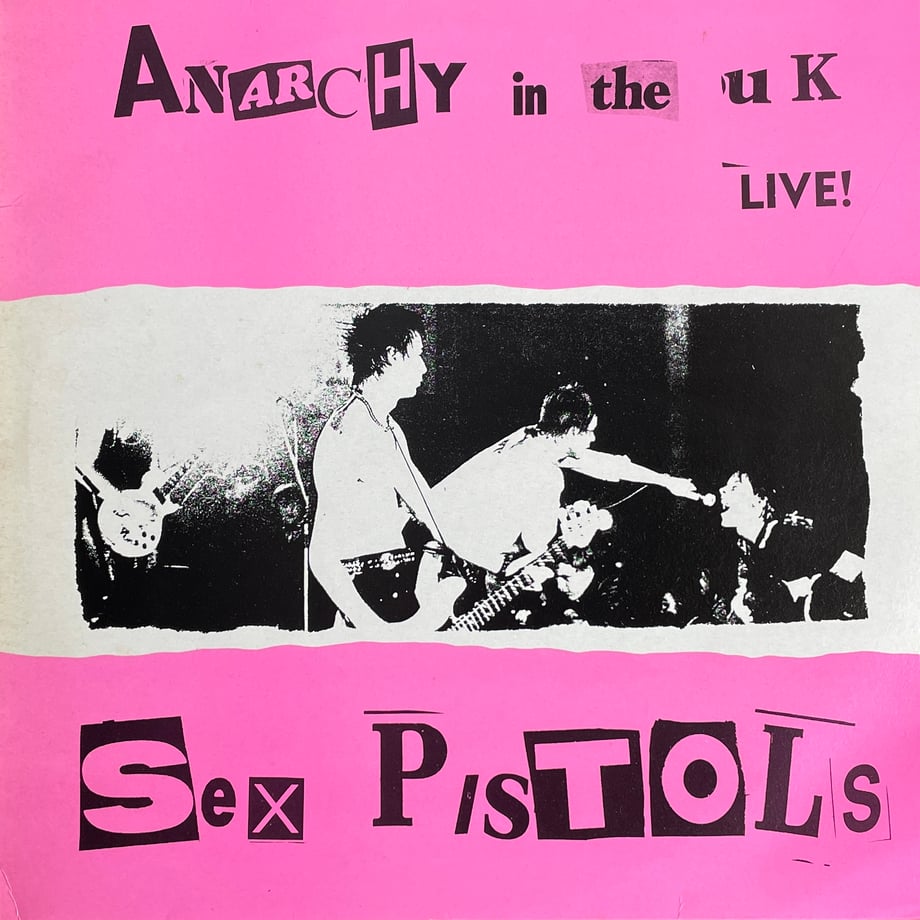 ANARCHY in the uK
LIVE!
Sex PisTOLs